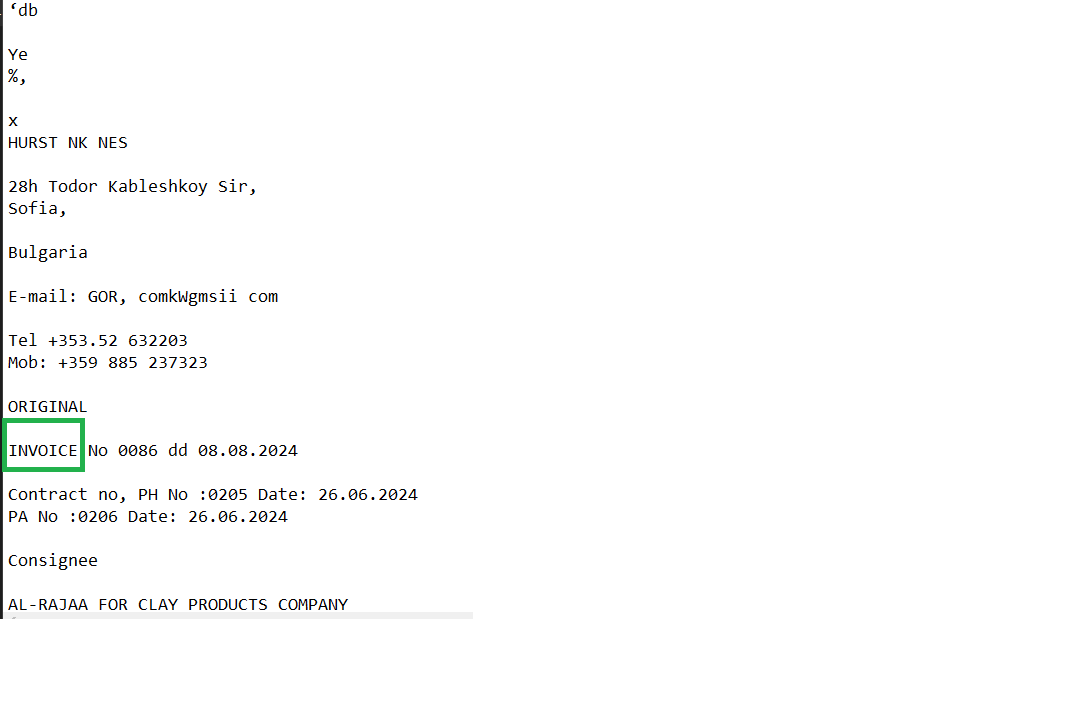 ‘db
Ye
%,
x
HURST NK NES
28h Todor Kableshkoy Sir,
Sofia,
Bulgaria
E-mail: GOR, comkWgmsii com
Tel +353.52 632203
Mob: +359 885 237323
ORIGINAL
INVOICE No 0086 dd 08.08.2024
Contract no, PH No :0205 Date: 26.06.2024
PA No :0206 Date: 26.06.2024
Consignee
AL-RAJAA FOR CLAY PRODUCTS COMPANY